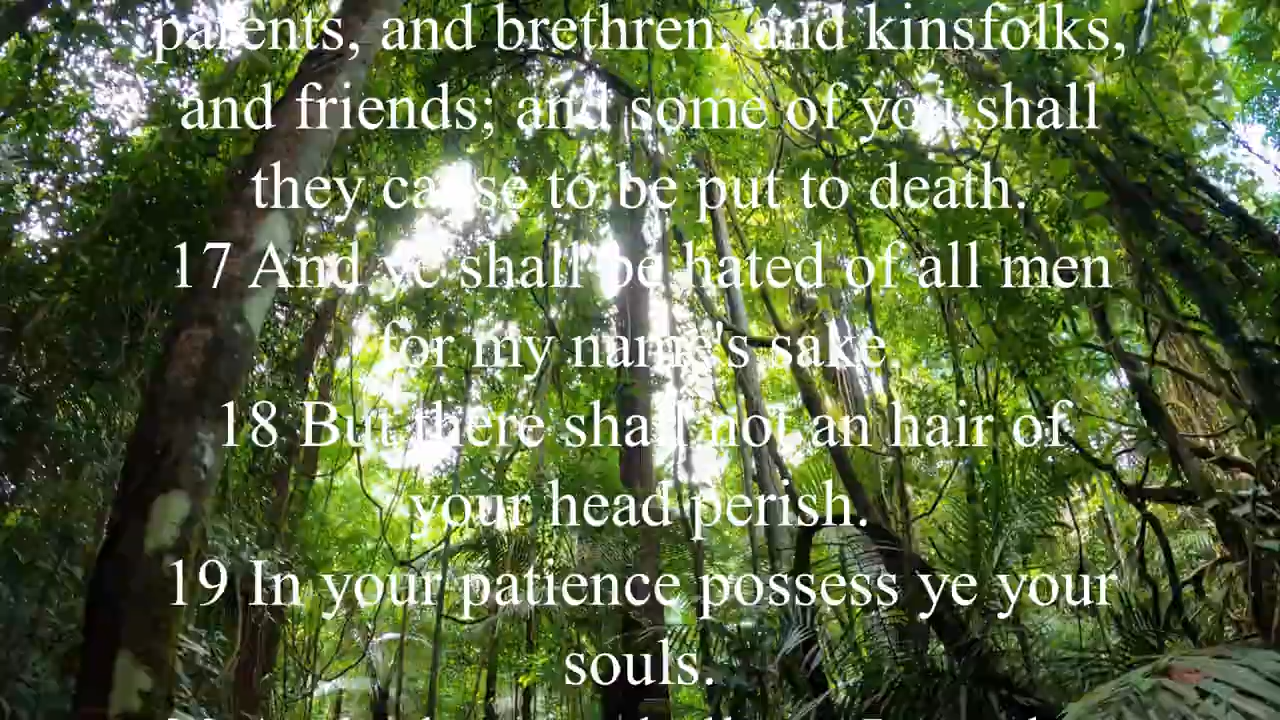 parents, and brethren, and kinsfolks,
and friends; and some of you shall
they cause to be put to death.
17 And ye shall be hated of all men
for my name's sake.
18 But there shall not an hair of
your head perish.
19 In your patience possess ye your
souls.